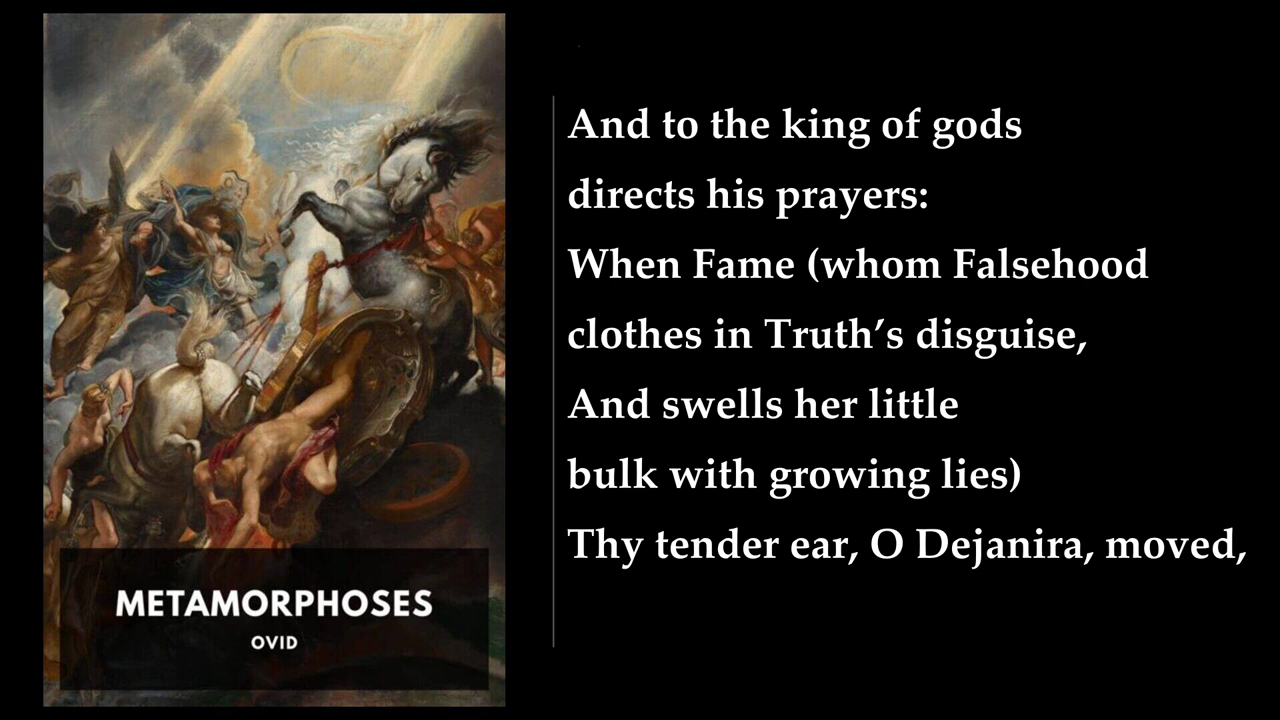 METAMORPHOSES
OVID
And to the king of gods
directs his prayers:
When Fame (whom Falsehood
clothes in Truth’s disguise,
And swells her little
bulk with growing lies)
Thy tender ear, O Dejanira, moved,